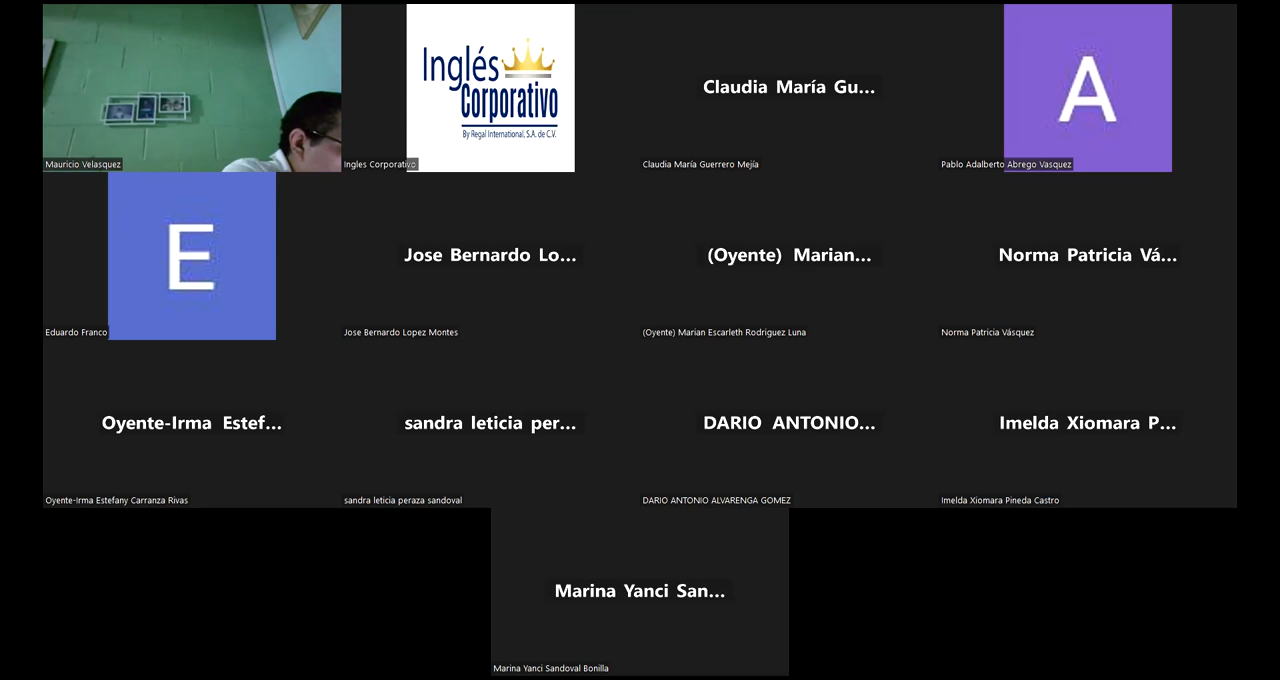 Mauricio Velasquez
Inglés
Corporativo
By Regal International, S.A. de C.V.
Ingles Corporativo
Claudia María Gu...
Claudia María Guerrero Mejía
A
Pablo Adalberto Abrego Vasquez
E
Eduardo Franco
Jose Bernardo Lo...
Jose Bernardo Lopez Montes
(Oyente) Marian...
(Oyente) Marian Escarleth Rodriguez Luna
Norma Patricia Vá...
Norma Patricia Vásquez
Oyente-Irma Estef...
Oyente-Irma Estefany Carranza Rivas
sandra leticia per...
sandra leticia peraza sandoval
DARIO ANTONIO...
DARIO ANTONIO ALVARENGA GOMEZ
Imelda Xiomara P...
Imelda Xiomara Pineda Castro
Marina Yanci San...
Marina Yanci Sandoval Bonilla